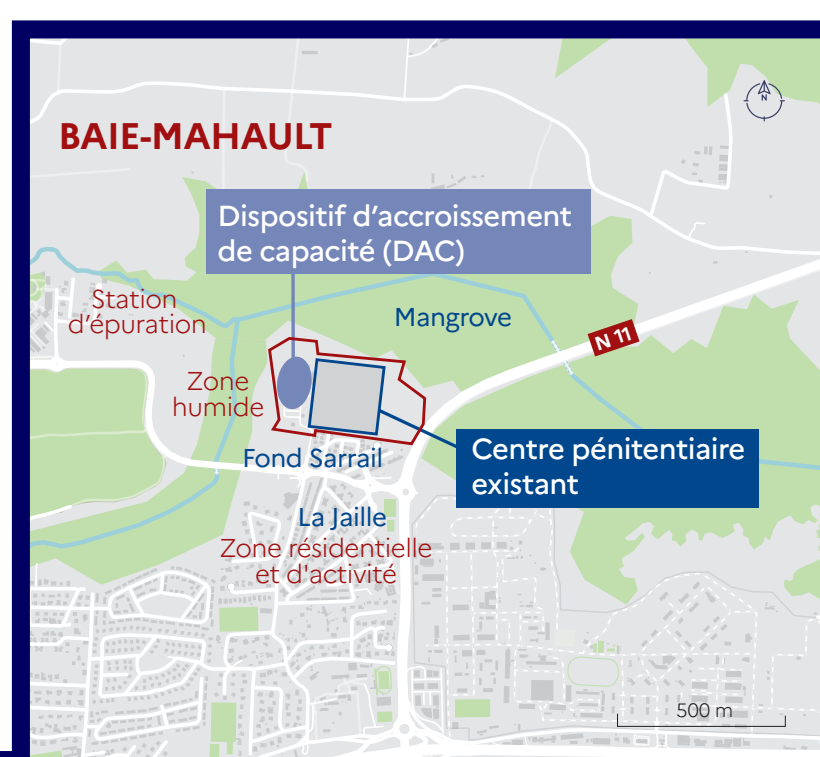 N
BAIE-MAHAULT
Dispositif d'accroissement
de capacité (DAC)
Station
d'épuration
Mangrove
N 11
Zone
humide
Fond Sarrail
Centre pénitentiaire
existant
La Jaille
Zone résidentielle
et d'activité
500 m